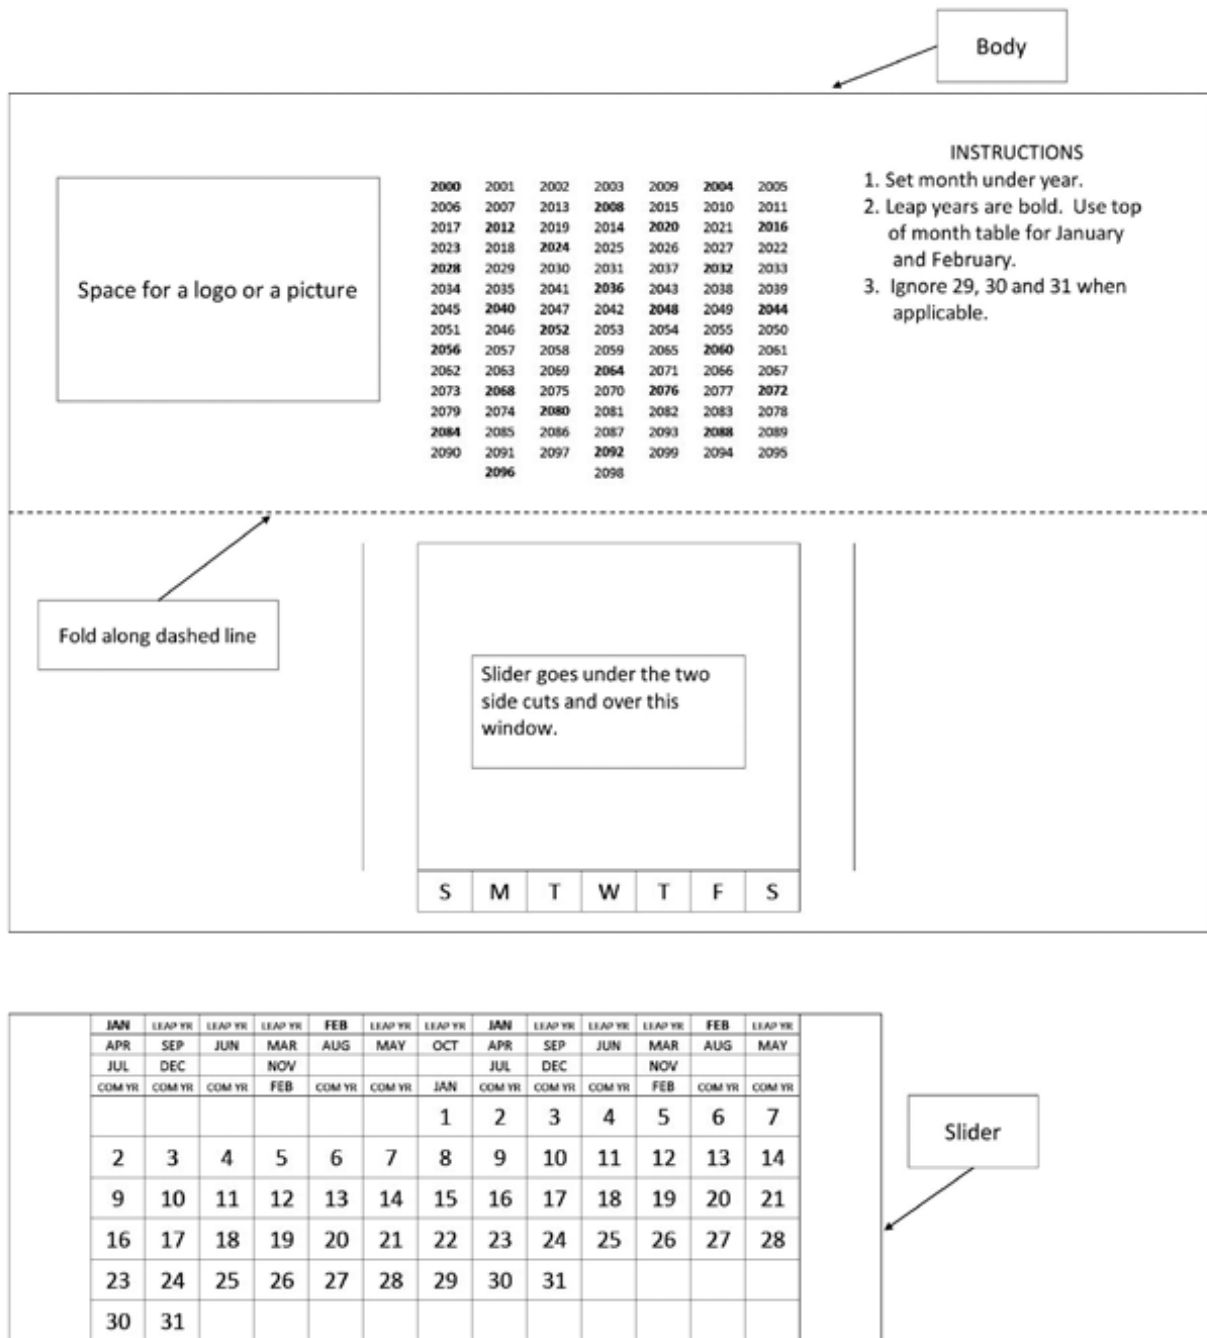 Body
INSTRUCTIONS
1. Set month under year.
2. Leap years are bold. Use top
of month table for January
and February.
3. Ignore 29, 30 and 31 when
applicable.
Space for a logo or a picture
2000 2001 2002 2003 2009 2004 2005
2006 2007 2013 2008 2015 2010 2011
2017 2012 2019 2014 2020 2021 2016
2023 2018 2024 2025 2026 2027 2022
2028 2029 2030 2031 2037 2032 2033
2034 2035 2041 2036 2043 2038 2039
2045 2040 2047 2042 2048 2049 2044
2051 2046 2052 2053 2054 2055 2050
2056 2057 2058 2059 2065 2060 2061
2062 2063 2069 2064 2071 2066 2067
2073 2068 2075 2070 2076 2077 2072
2079 2074 2080 2081 2082 2083 2078
2084 2085 2086 2087 2093 2088 2089
2090 2091 2097 2092 2099 2094 2095
2096 2098
Fold along dashed line
Slider goes under the two
side cuts and over this
window.
S M T W T F S
JAN LEAP YR LEAP YR LEAP YR FEB LEAP YR LEAP YR JAN LEAP YR LEAP YR LEAP YR FEB LEAP YR
APR SEP JUN MAR AUG MAY OCT APR SEP JUN MAR AUG MAY
JUL DEC NOV JUL DEC NOV
COM YR COM YR COM YR FEB COM YR COM YR JAN COM YR COM YR COM YR FEB COM YR COM YR
1 2 3 4 5 6 7
2 3 4 5 6 7 8 9 10 11 12 13 14
9 10 11 12 13 14 15 16 17 18 19 20 21
16 17 18 19 20 21 22 23 24 25 26 27 28
23 24 25 26 27 28 29 30 31
30 31
Slider